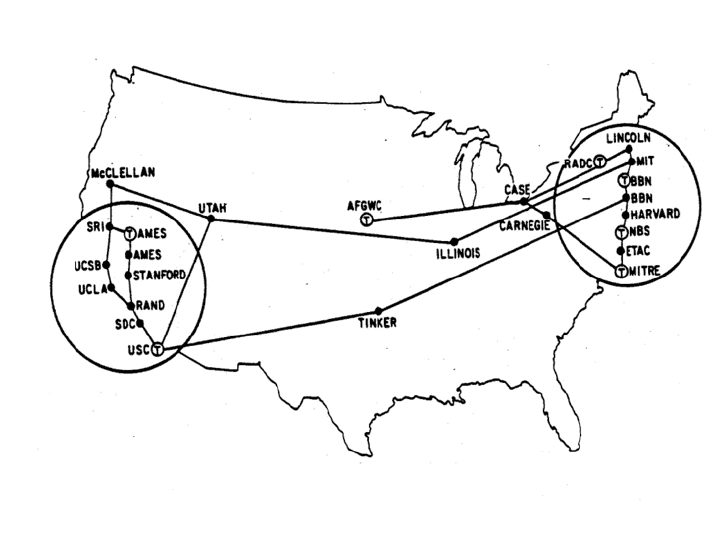 McCLELLAN
SRI
T AMES
AMES
UCSB
STANFORD
UCLA
RAND
SDC
USC T
UTAH
AFGWC
T
ILLINOIS
TINKER
CASE
CARNEGIE
LINCOLN
RADC T
MIT
T BBN
BBN
HARVARD
T NBS
ETAC
T MITRE